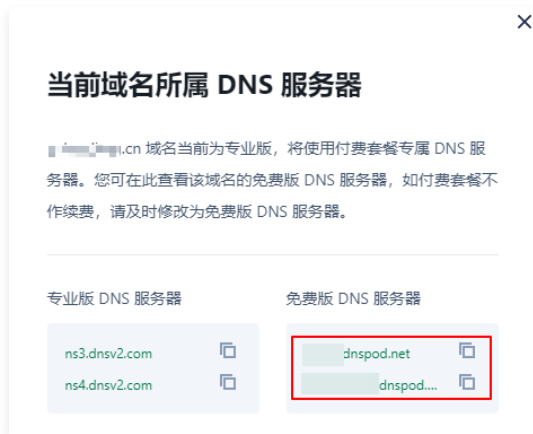 当前域名所属 DNS 服务器
.cn 域名当前为专业版，将使用付费套餐专属 DNS 服
务器。您可在此查看该域名的免费版 DNS 服务器，如付费套餐不
作续费，请及时修改为免费版 DNS 服务器。
专业版 DNS 服务器
免费版 DNS 服务器
ns3.dnsv2.com
dnspod.net
ns4.dnsv2.com
dnspod....